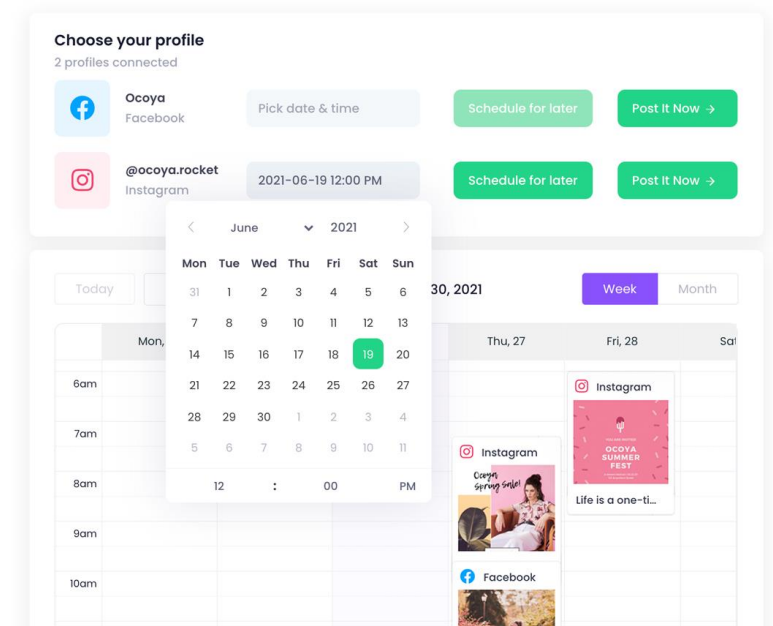 Choose your profile
2 profiles connected
Ocoya
Facebook
Pick date & time
Schedule for later
Post It Now →
@ocoya.rocket
Instagram
2021-06-19 12:00 PM
Schedule for later
Post It Now →
June 2021
Mon Tue Wed Thu Fri Sat Sun
31 1 2 3 4 5 6
7 8 9 10 11 12 13
14 15 16 17 18 19 20
21 22 23 24 25 26 27
28 29 30 1 2 3 4
5 6 7 8 9 10 11
12 : 00 PM
Today
30, 2021
Week
Month
Mon,
Thu, 27
Fri, 28
Sat
6am
7am
8am
9am
10am
Instagram
OCOYA
SUMMER
FEST
Life is a one-ti...
Instagram
Ocoya
Spring Sale!
Facebook